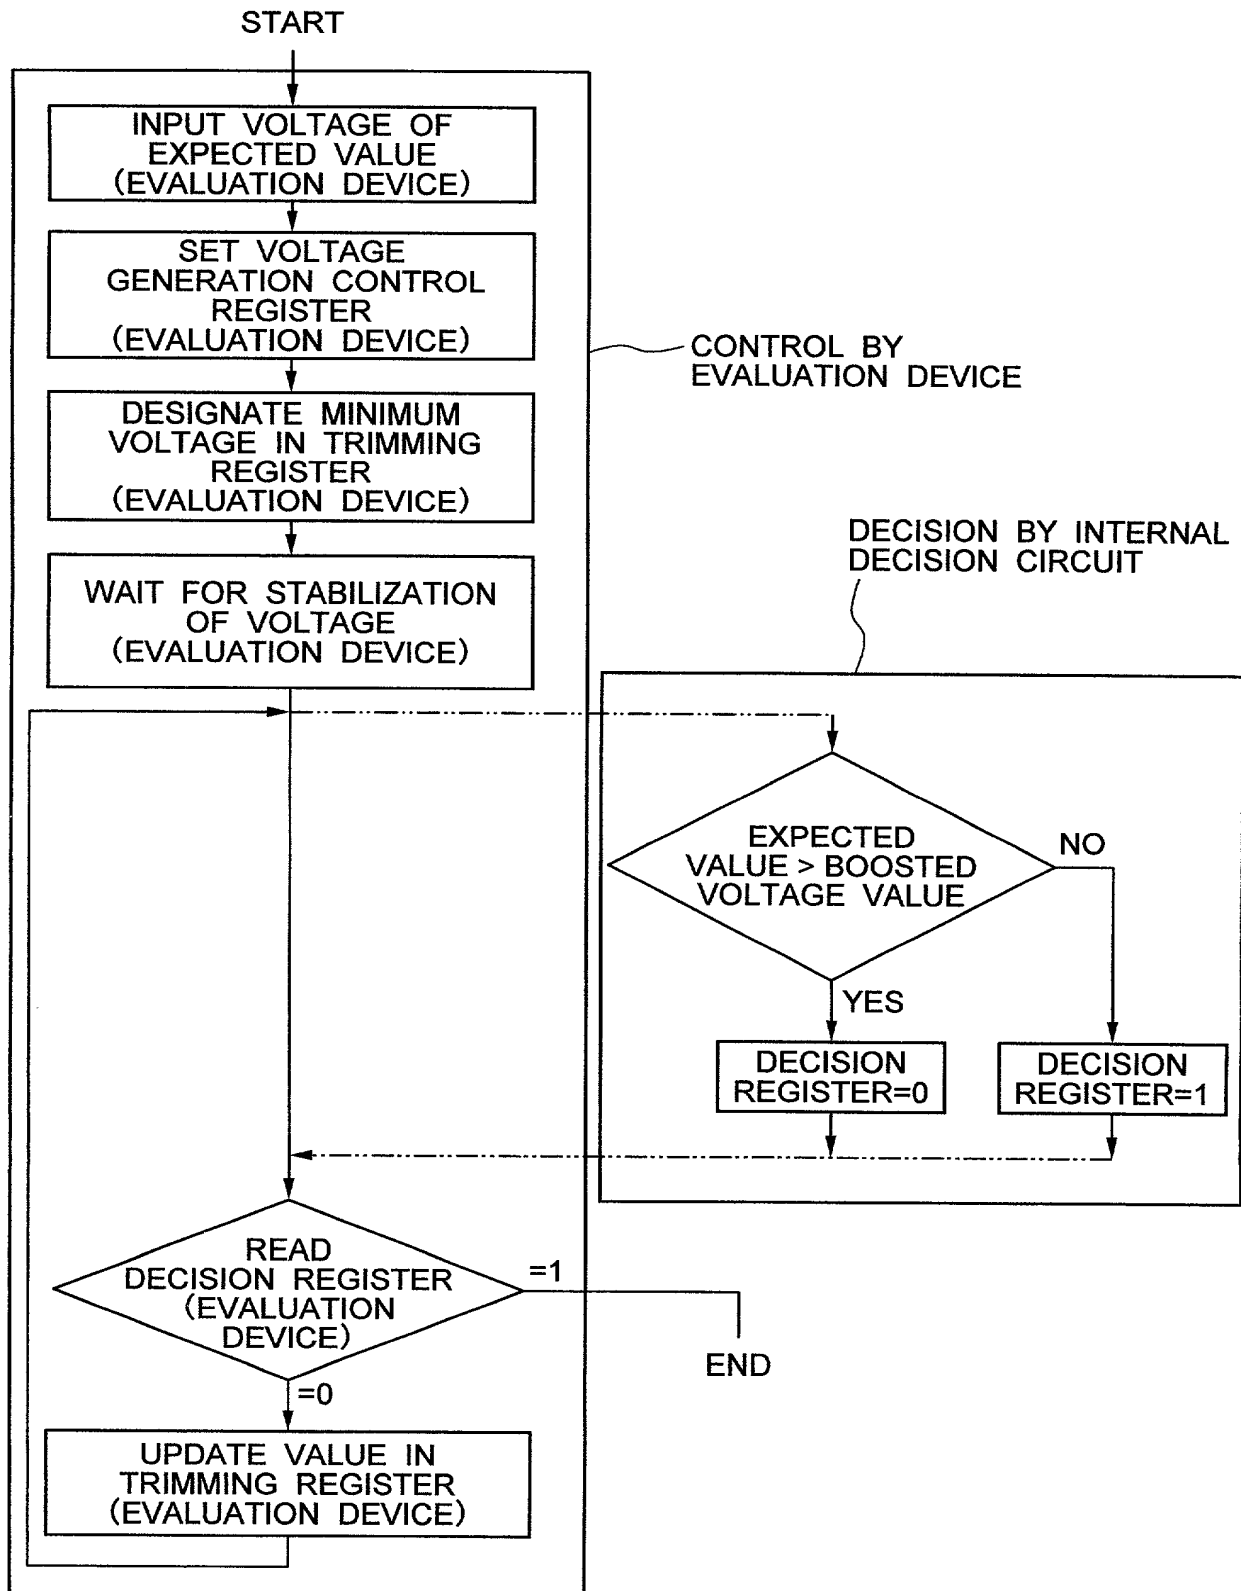 START
INPUT VOLTAGE OF
EXPECTED VALUE
(EVALUATION DEVICE)
SET VOLTAGE
GENERATION CONTROL
REGISTER
(EVALUATION DEVICE)
CONTROL BY
EVALUATION DEVICE
DESIGNATE MINIMUM
VOLTAGE IN TRIMMING
REGISTER
(EVALUATION DEVICE)
DECISION BY INTERNAL
DECISION CIRCUIT
WAIT FOR STABILIZATION
OF VOLTAGE
(EVALUATION DEVICE)
EXPECTED
VALUE > BOOSTED
VOLTAGE VALUE
NO
YES
DECISION
REGISTER=0
DECISION
REGISTER=1
READ
DECISION REGISTER
(EVALUATION
DEVICE)
=1
END
=0
UPDATE VALUE IN
TRIMMING REGISTER
(EVALUATION DEVICE)